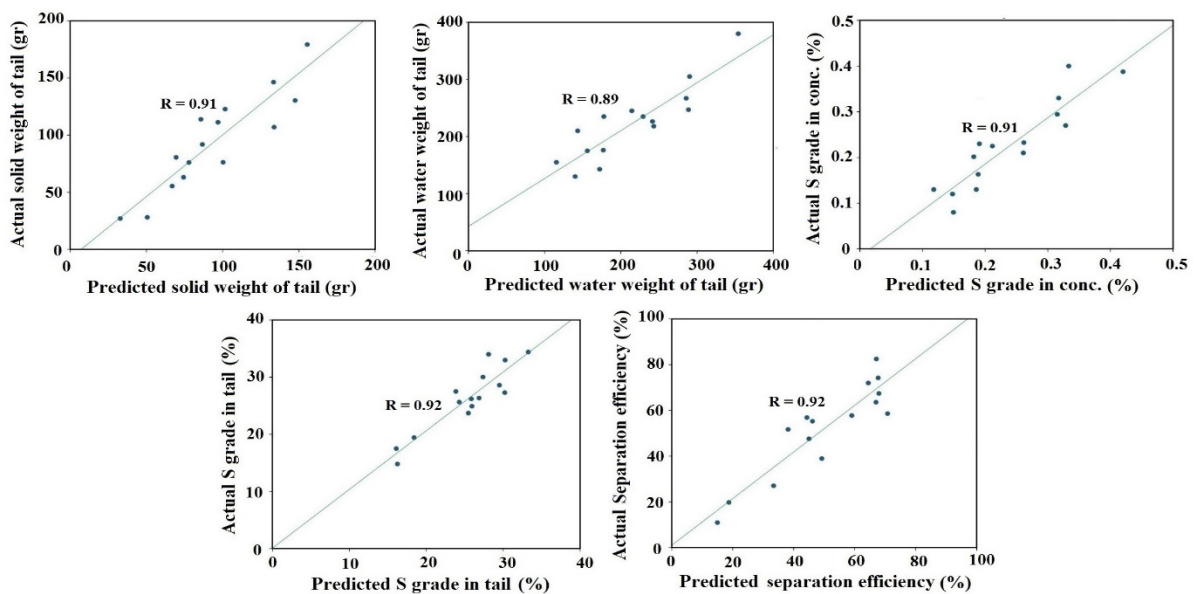 200
150
100
50
0
Actual solid weight of tail (gr)
R = 0.91
0 50 100 150 200
Predicted solid weight of tail (gr)
400
300
200
100
0
Actual water weight of tail (gr)
R = 0.89
0 100 200 300 400
Predicted water weight of tail (gr)
0.5
0.4
0.3
0.2
0.1
0
Actual S grade in conc. (%)
R = 0.91
0 0.1 0.2 0.3 0.4 0.5
Predicted S grade in conc. (%)
40
30
20
10
0
Actual S grade in tail (%)
R = 0.92
0 10 20 30 40
Predicted S grade in tail (%)
100
80
60
40
20
0
Actual Separation efficiency (%)
R = 0.92
0 20 40 60 80 100
Predicted separation efficiency (%)